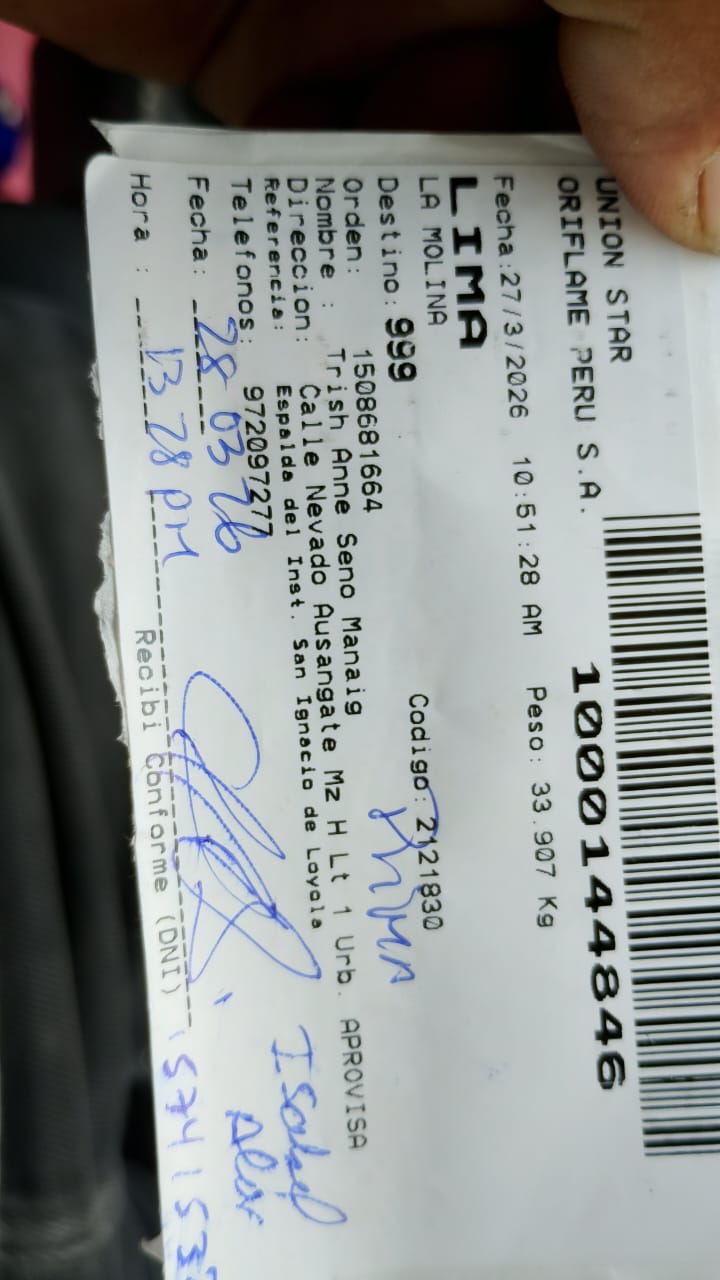 UNION STAR
ORIFLAME PERU S.A.
1000144846
Fecha:27/3/2026 10:51:28 AM Peso: 33.907 Kg
LIMA
LA MOLINA
Destino: 999 Codigo: 2121830
Orden: 1508681664
Nombre : Trish Anne Seno Manaig
Direccion: Calle Nevado Ausangate Mz H Lt 1 Urb. APROVISA
Referencia: Espalda del Inst. San Ignacio de Loyola
Telefonos: 972097277
Isabel
Fecha: 28 03 26
Hora : 13 28 PM Recibi Conforme (DNI)